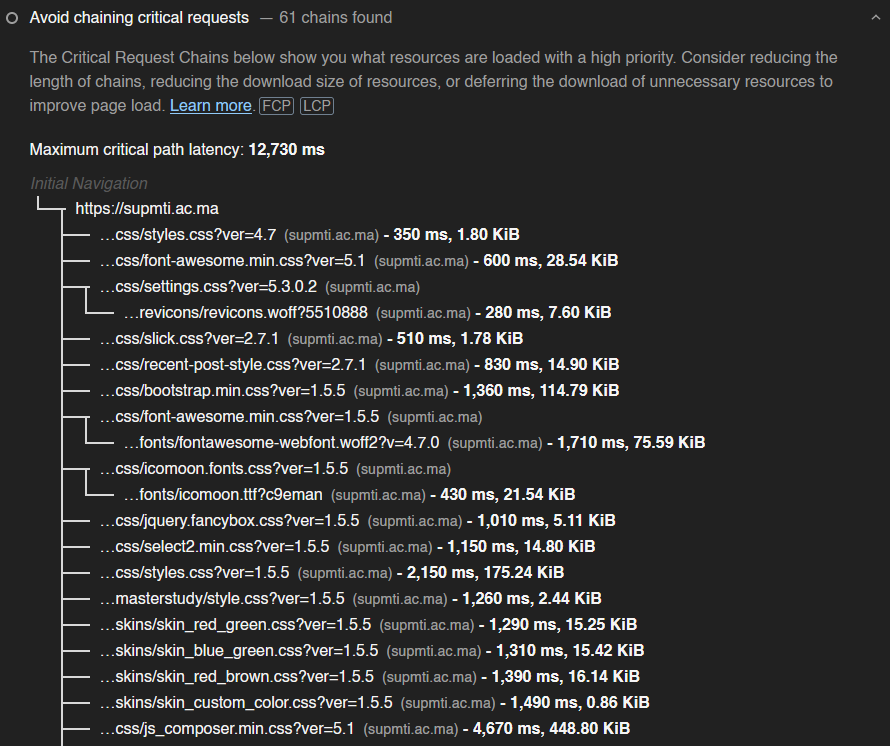 Avoid chaining critical requests — 61 chains found
The Critical Request Chains below show you what resources are loaded with a high priority. Consider reducing the
length of chains, reducing the download size of resources, or deferring the download of unnecessary resources to
improve page load. Learn more. FCP LCP
Maximum critical path latency: 12,730 ms
Initial Navigation
https://supmti.ac.ma
…css/styles.css?ver=4.7 (supmti.ac.ma) - 350 ms, 1.80 KiB
…css/font-awesome.min.css?ver=5.1 (supmti.ac.ma) - 600 ms, 28.54 KiB
…css/settings.css?ver=5.3.0.2 (supmti.ac.ma)
…revicons/revicons.woff?5510888 (supmti.ac.ma) - 280 ms, 7.60 KiB
…css/slick.css?ver=2.7.1 (supmti.ac.ma) - 510 ms, 1.78 KiB
…css/recent-post-style.css?ver=2.7.1 (supmti.ac.ma) - 830 ms, 14.90 KiB
…css/bootstrap.min.css?ver=1.5.5 (supmti.ac.ma) - 1,360 ms, 114.79 KiB
…css/font-awesome.min.css?ver=1.5.5 (supmti.ac.ma)
…fonts/fontawesome-webfont.woff2?v=4.7.0 (supmti.ac.ma) - 1,710 ms, 75.59 KiB
…css/icomoon.fonts.css?ver=1.5.5 (supmti.ac.ma)
…fonts/icomoon.ttf?c9eman (supmti.ac.ma) - 430 ms, 21.54 KiB
…css/jquery.fancybox.css?ver=1.5.5 (supmti.ac.ma) - 1,010 ms, 5.11 KiB
…css/select2.min.css?ver=1.5.5 (supmti.ac.ma) - 1,150 ms, 14.80 KiB
…css/styles.css?ver=1.5.5 (supmti.ac.ma) - 2,150 ms, 175.24 KiB
…masterstudy/style.css?ver=1.5.5 (supmti.ac.ma) - 1,260 ms, 2.44 KiB
…skins/skin_red_green.css?ver=1.5.5 (supmti.ac.ma) - 1,290 ms, 15.25 KiB
…skins/skin_blue_green.css?ver=1.5.5 (supmti.ac.ma) - 1,310 ms, 15.42 KiB
…skins/skin_red_brown.css?ver=1.5.5 (supmti.ac.ma) - 1,390 ms, 16.14 KiB
…skins/skin_custom_color.css?ver=1.5.5 (supmti.ac.ma) - 1,490 ms, 0.86 KiB
…css/js_composer.min.css?ver=5.1 (supmti.ac.ma) - 4,670 ms, 448.80 KiB